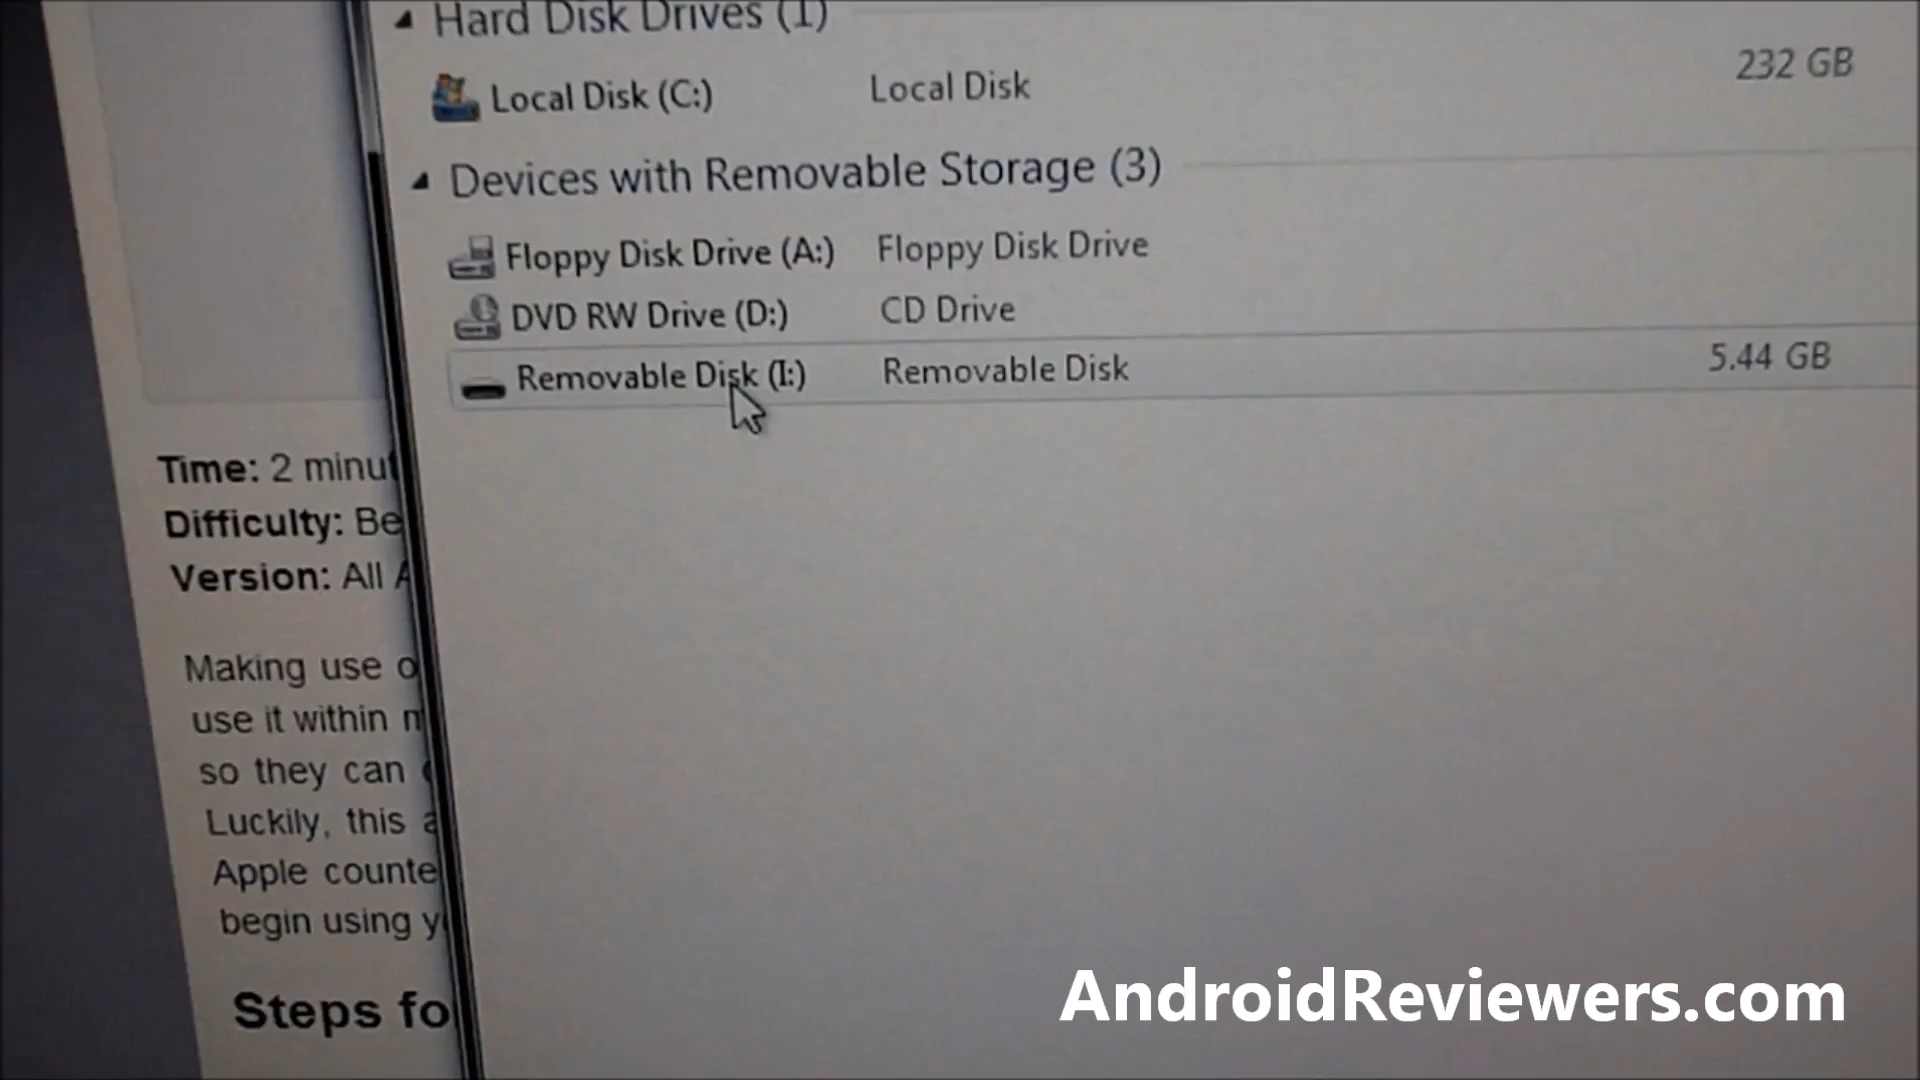 Hard Disk Drives (1)
Local Disk (C:) Local Disk 232 GB
Devices with Removable Storage (3)
Floppy Disk Drive (A:) Floppy Disk Drive
DVD RW Drive (D:) CD Drive
Removable Disk (I:) Removable Disk 5.44 GB
Time: 2 minut
Difficulty: Be
Version: All A
Making use o
use it within
so they can
Luckily, this a
Apple counte
begin using y
Steps fo
AndroidReviewers.com